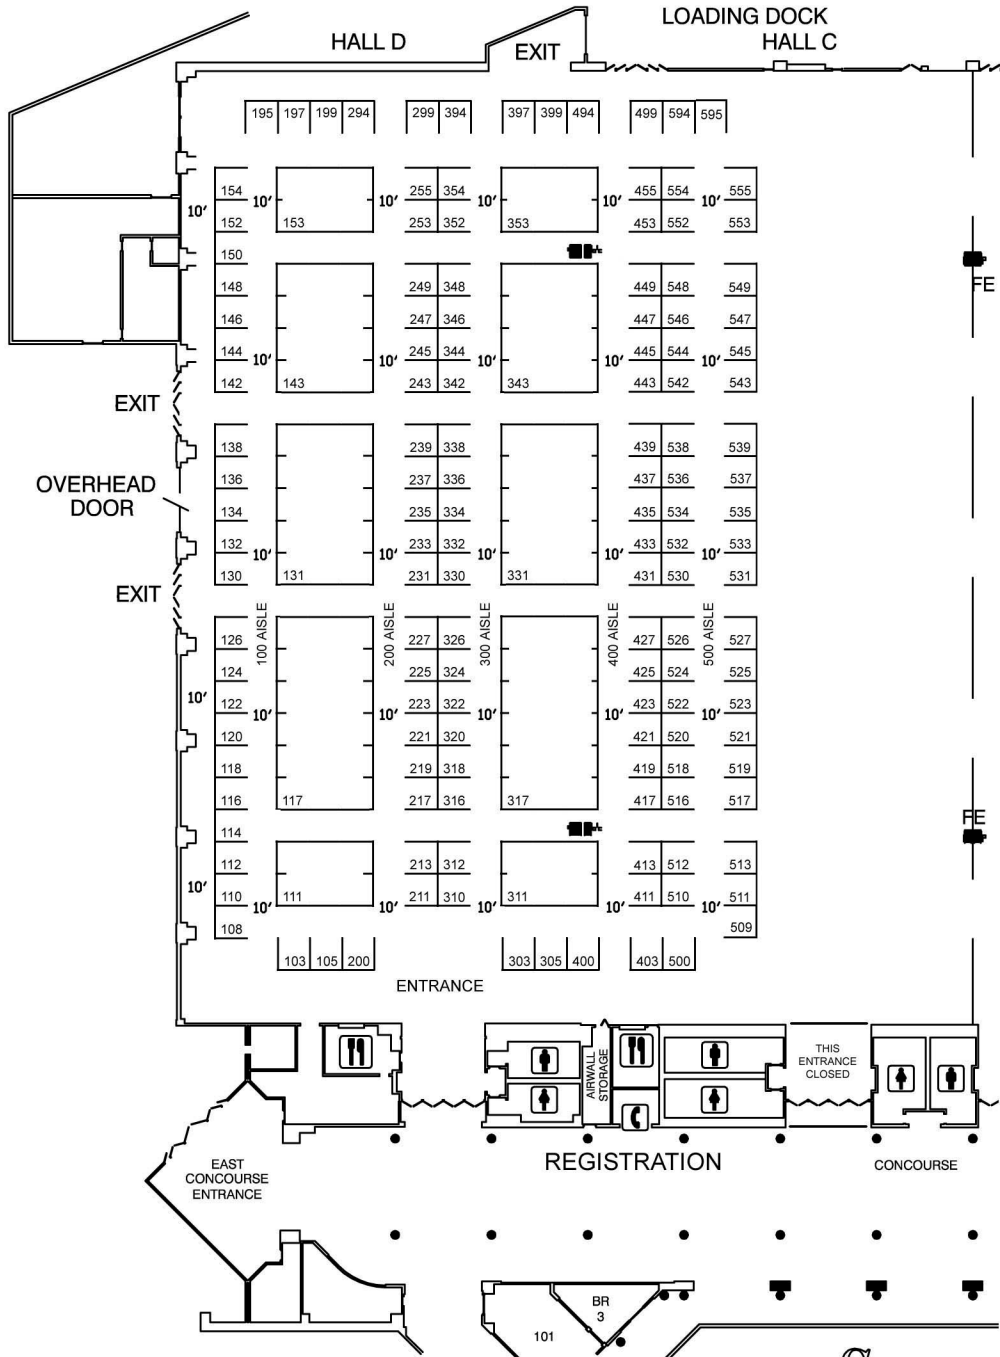 LOADING DOCK
HALL D
HALL C
EXIT
195 197 199 294 299 394 397 399 494 499 594 595
154 255 354 455 554 555
10' 10' 10' 10' 10' 10'
152 153 253 352 353 453 552 553
150
FE
148 249 348 449 548 549
146 247 346 447 546 547
144 245 344 445 544 545
10' 10' 10' 10' 10'
142 143 243 342 343 443 542 543
EXIT
138 239 338 439 538 539
136 237 336 437 536 537
OVERHEAD
DOOR
134 235 334 435 534 535
132 233 332 433 532 533
10' 10' 10' 10' 10'
130 131 231 330 331 431 530 531
EXIT
100 AISLE 200 AISLE 300 AISLE 400 AISLE 500 AISLE
126 227 326 427 526 527
124 225 324 425 524 525
10'
122 223 322 423 522 523
10' 10' 10' 10' 10'
120 221 320 421 520 521
118 219 318 419 518 519
116 117 217 316 317 417 516 517
FE
114
112 213 312 413 512 513
10'
110 111 211 310 311 411 510 511
10' 10' 10' 10' 10'
108 509
103 105 200 303 305 400 403 500
ENTRANCE
AIRWALL
STORAGE
THIS
ENTRANCE
CLOSED
REGISTRATION
EAST
CONCOURSE
ENTRANCE
CONCOURSE
BR
3
101